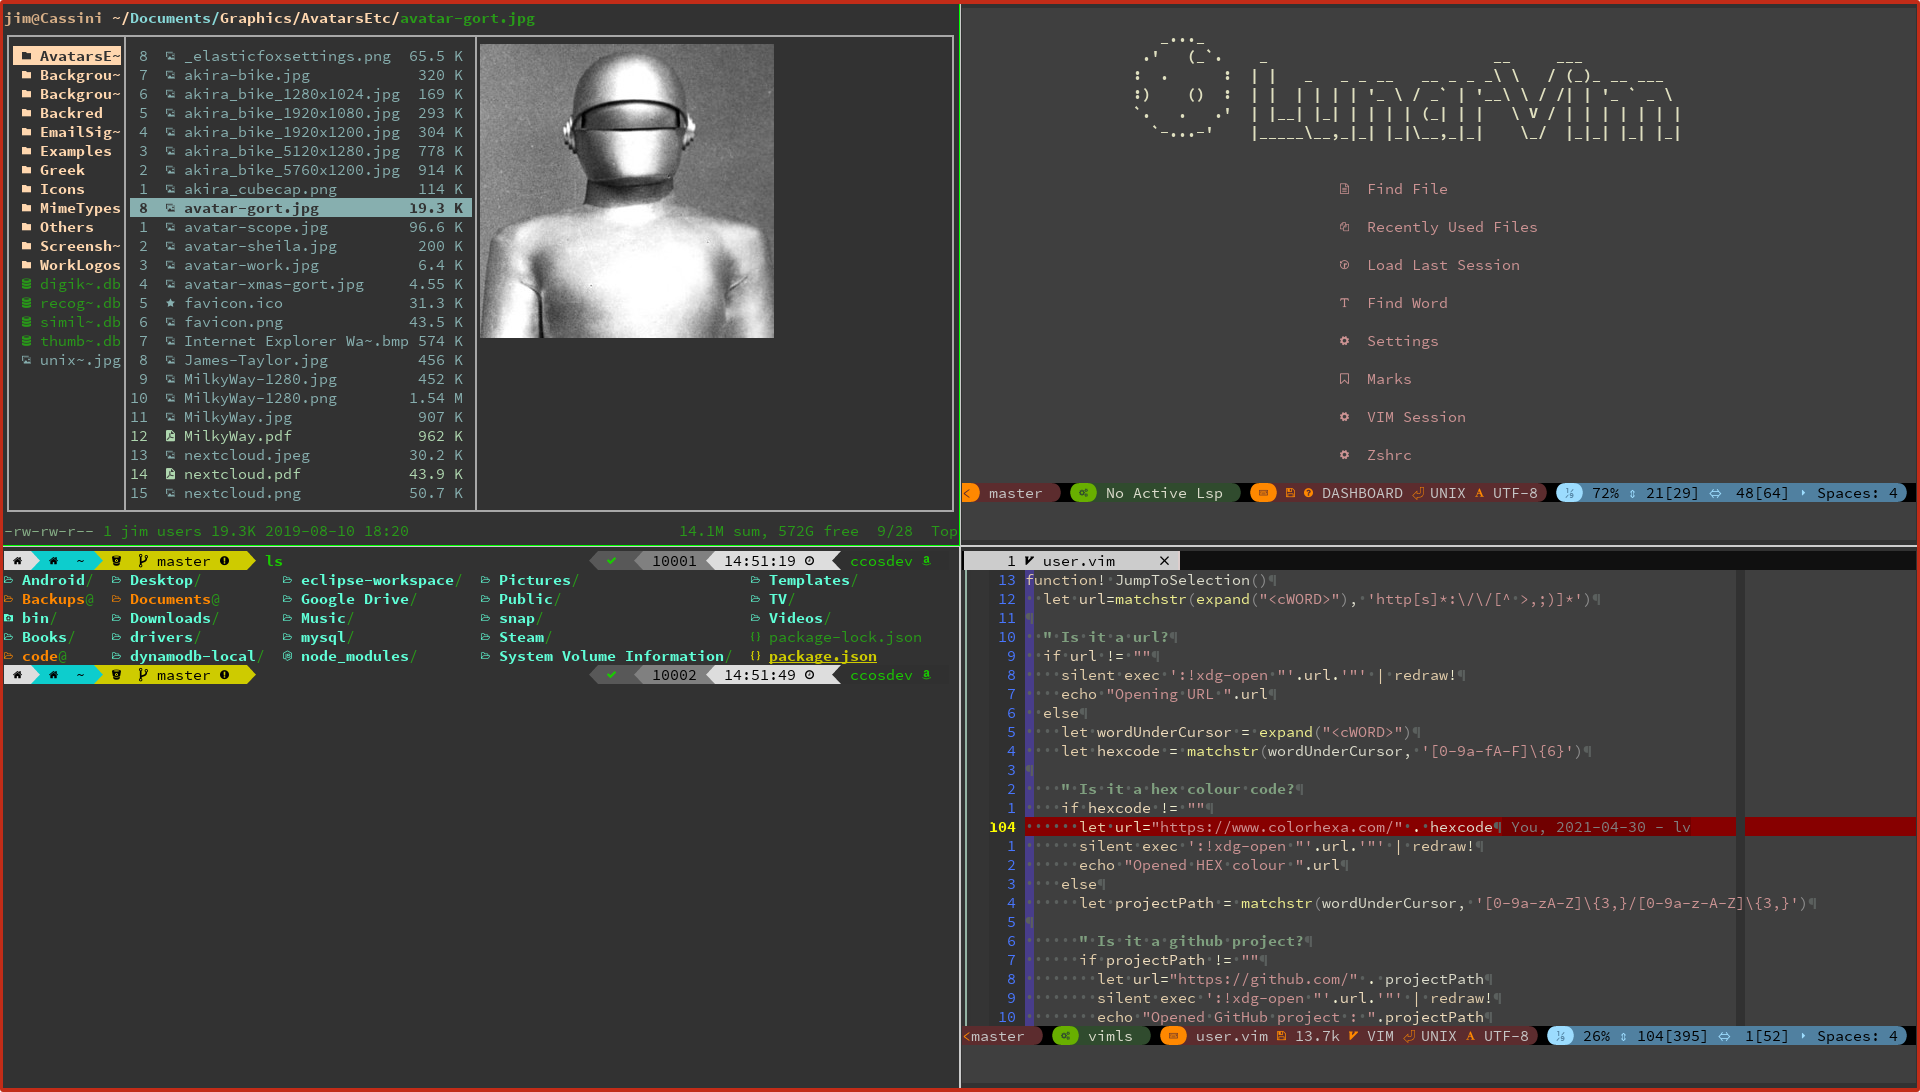 jim@Cassini ~/Documents/Graphics/AvatarsEtc/avatar-gort.jpg
AvatarsE~
Backgrou~
Backgrou~
Backred
EmailSig~
Examples
Greek
Icons
MimeTypes
Others
Screensh~
WorkLogos
digik~.db
recog~.db
simil~.db
thumb~.db
unix~.jpg
8 _elasticfoxsettings.png 65.5 K
7 akira-bike.jpg 320 K
6 akira_bike_1280x1024.jpg 169 K
5 akira_bike_1920x1080.jpg 293 K
4 akira_bike_1920x1200.jpg 304 K
3 akira_bike_5120x1280.jpg 778 K
2 akira_bike_5760x1200.jpg 914 K
1 akira_cubecap.png 114 K
8 avatar-gort.jpg 19.3 K
1 avatar-scope.jpg 96.6 K
2 avatar-sheila.jpg 200 K
3 avatar-work.jpg 6.4 K
4 avatar-xmas-gort.jpg 4.55 K
5 favicon.ico 31.3 K
6 favicon.png 43.5 K
7 Internet Explorer Wa~.bmp 574 K
8 James-Taylor.jpg 456 K
9 MilkyWay-1280.jpg 452 K
10 MilkyWay-1280.png 1.54 M
11 MilkyWay.jpg 907 K
12 MilkyWay.pdf 962 K
13 nextcloud.jpeg 30.2 K
14 nextcloud.pdf 43.9 K
15 nextcloud.png 50.7 K
-rw-rw-r-- 1 jim users 19.3K 2019-08-10 18:20 14.1M sum, 572G free 9/28 Top
LunarVim
Find File
Recently Used Files
Load Last Session
Find Word
Settings
Marks
VIM Session
Zshrc
< master No Active Lsp DASHBOARD UNIX UTF-8 72% 21[29] 48[64] Spaces: 4
~ master ls 10001 14:51:19 ccosdev
Android/ Desktop/ eclipse-workspace/ Pictures/ Templates/
Backups@ Documents@ Google Drive/ Public/ TV/
bin/ Downloads/ Music/ snap/ Videos/
Books/ drivers/ mysql/ Steam/ {} package-lock.json
code@ dynamodb-local/ node_modules/ System Volume Information/ {} package.json
~ master 10002 14:51:49 ccosdev
1 user.vim ✕
13 function!·JumpToSelection()¶
12 ··let·url=matchstr(expand("<cWORD>"),·'http[s]*:\/\/[^·>,;)]*')¶
11 ¶
10 ··"·Is·it·a·url?¶
9 ··if·url·!=·""¶
8 ····silent·exec·':!xdg-open·"'.url.'"'·|·redraw!¶
7 ····echo·"Opening·URL·".url¶
6 ··else¶
5 ····let·wordUnderCursor·=·expand("<cWORD>")¶
4 ····let·hexcode·=·matchstr(wordUnderCursor,·'[0-9a-fA-F]\{6}')¶
3 ¶
2 ····"·Is·it·a·hex·colour·code?¶
1 ····if·hexcode·!=·""¶
104 ······let·url="https://www.colorhexa.com/"·.·hexcode¶ You, 2021-04-30 - lv
1 ······silent·exec·':!xdg-open·"'.url.'"'·|·redraw!¶
2 ······echo·"Opened·HEX·colour·".url¶
3 ····else¶
4 ······let·projectPath·=·matchstr(wordUnderCursor,·'[0-9a-zA-Z]\{3,}/[0-9a-z-A-Z]\{3,}')¶
5 ¶
6 ······"·Is·it·a·github·project?¶
7 ······if·projectPath·!=·""¶
8 ········let·url="https://github.com/"·.·projectPath¶
9 ········silent·exec·':!xdg-open·"'.url.'"'·|·redraw!¶
10 ········echo·"Opened·GitHub·project·:·".projectPath¶
<master vimls user.vim 13.7k VIM UNIX UTF-8 26% 104[395] 1[52] Spaces: 4